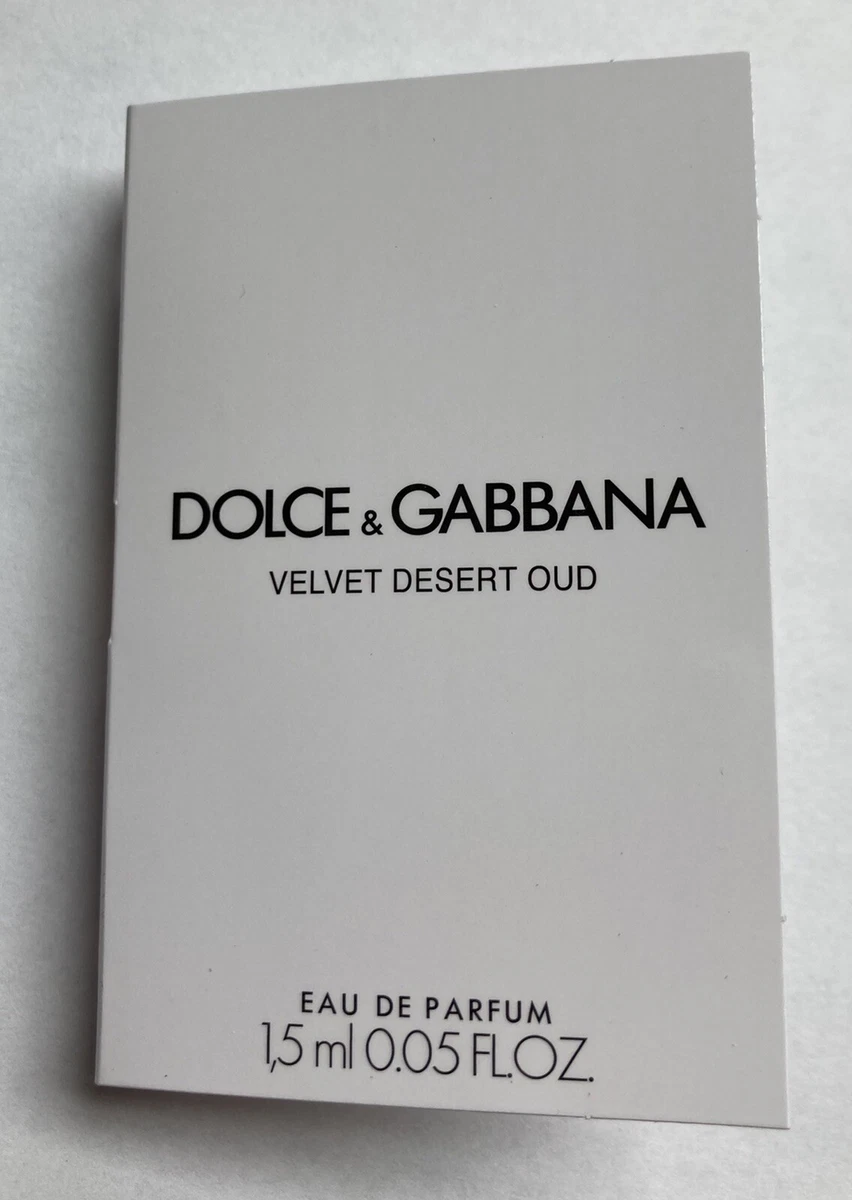 DOLCE & GABBANA
VELVET DESERT OUD
EAU DE PARFUM
1,5 ml 0.05 FL.OZ.